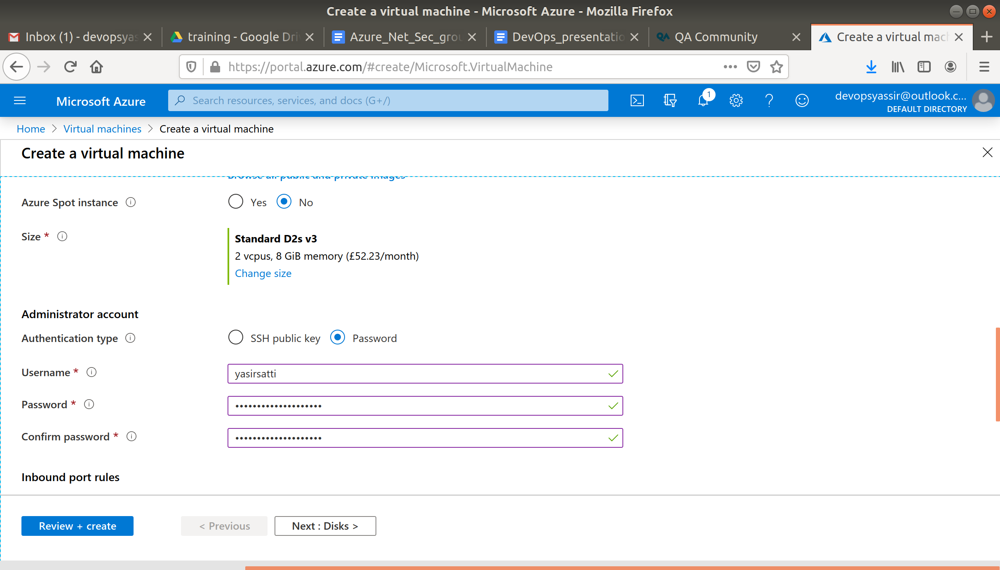 Create a virtual machine - Microsoft Azure - Mozilla Firefox
Inbox (1) - devopsyas
training - Google Dri
Azure_Net_Sec_grou
DevOps_presentatio
QA Community
Create a virtual mach
https://portal.azure.com/#create/Microsoft.VirtualMachine
Microsoft Azure
Search resources, services, and docs (G+/)
1
devopsyassir@outlook.c...
DEFAULT DIRECTORY
Home > Virtual machines > Create a virtual machine
Create a virtual machine
Browse all public and private images
Azure Spot instance
Yes
No
Size *
Standard D2s v3
2 vcpus, 8 GiB memory (£52.23/month)
Change size
Administrator account
Authentication type
SSH public key
Password
Username *
yasirsatti
Password *
••••••••••••••••••••
Confirm password *
••••••••••••••••••••
Inbound port rules
Review + create
< Previous
Next : Disks >